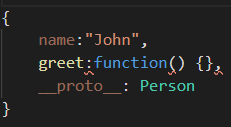 {
    name:"John",
    greet:function() {},
    __proto__: Person
}